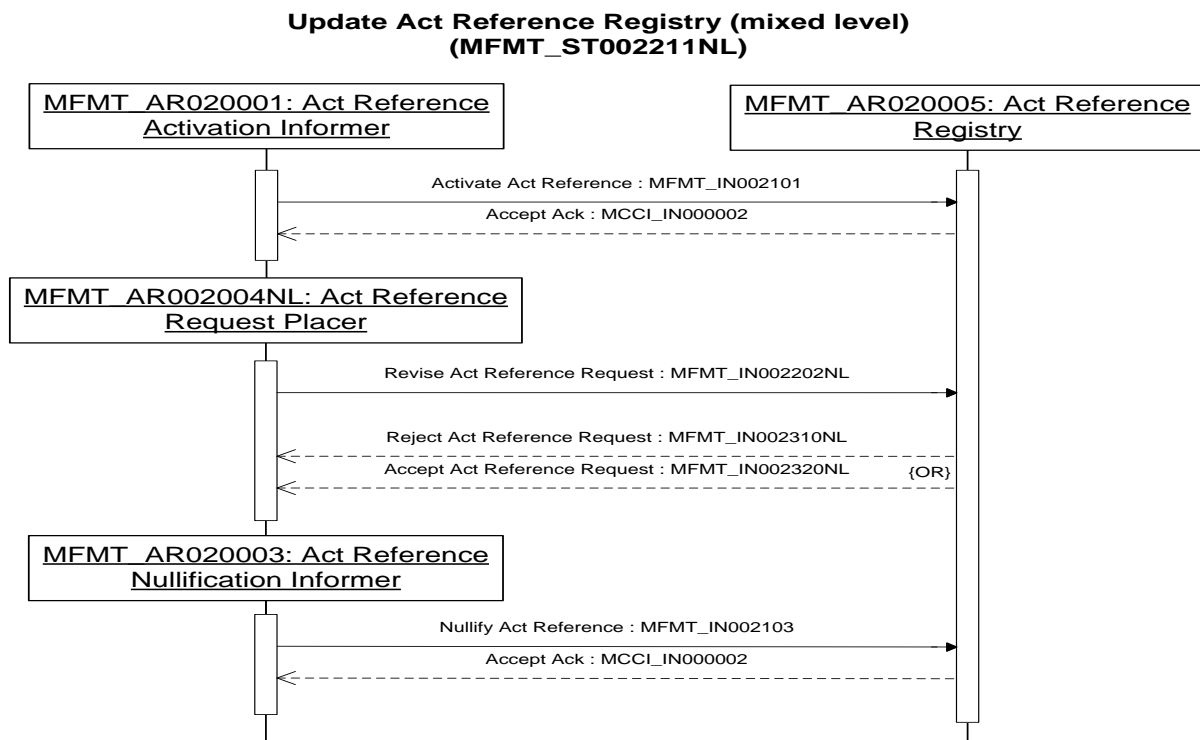 Update Act Reference Registry (mixed level)
(MFMT_ST002211NL)
MFMT_AR020001: Act Reference
Activation Informer
MFMT_AR020005: Act Reference
Registry
Activate Act Reference : MFMT_IN002101
Accept Ack : MCCI_IN000002
MFMT_AR002004NL: Act Reference
Request Placer
Revise Act Reference Request : MFMT_IN002202NL
Reject Act Reference Request : MFMT_IN002310NL
Accept Act Reference Request : MFMT_IN002320NL
{OR}
MFMT_AR020003: Act Reference
Nullification Informer
Nullify Act Reference : MFMT_IN002103
Accept Ack : MCCI_IN000002